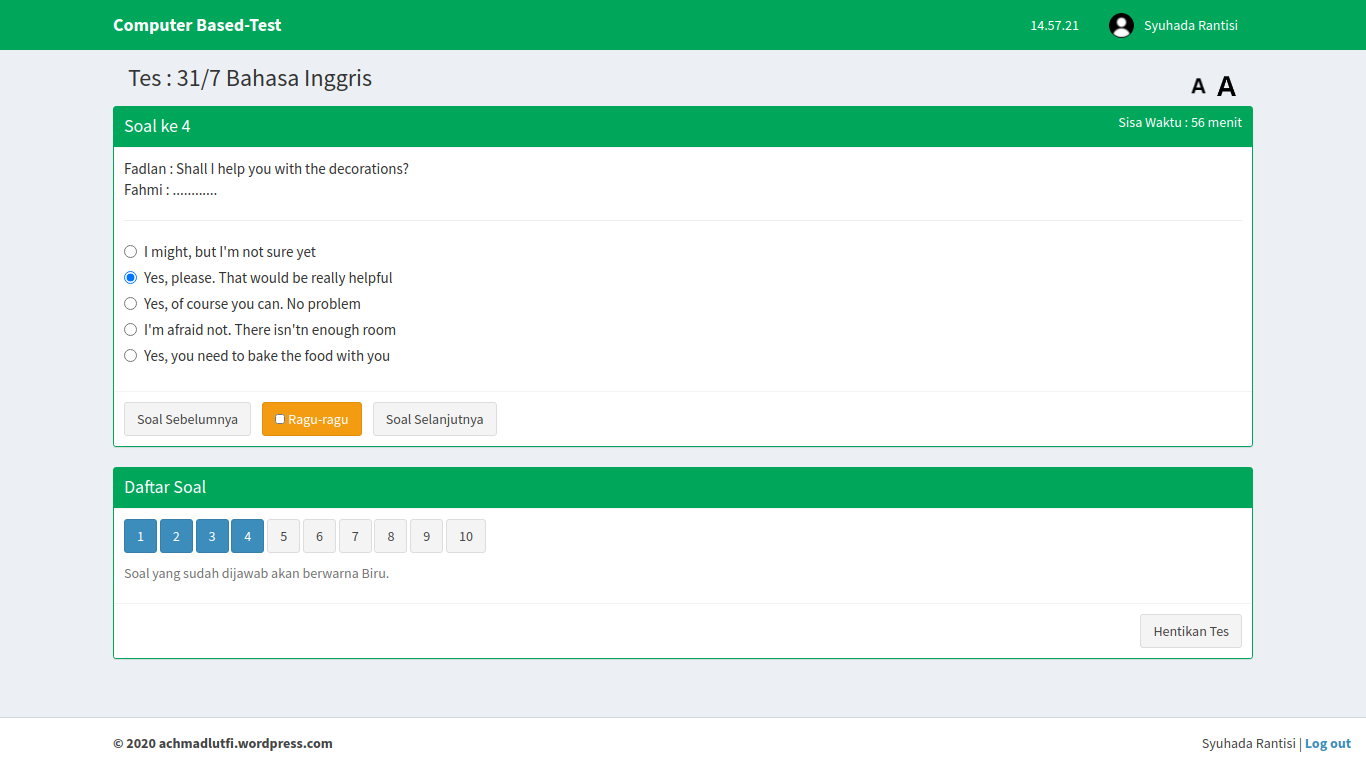 Computer Based-Test
14.57.21
Syuhada Rantisi
Tes : 31/7 Bahasa Inggris
A A
Soal ke 4
Sisa Waktu : 56 menit
Fadlan : Shall I help you with the decorations?
Fahmi : ............
I might, but I'm not sure yet
Yes, please. That would be really helpful
Yes, of course you can. No problem
I'm afraid not. There isn'tn enough room
Yes, you need to bake the food with you
Soal Sebelumnya
Ragu-ragu
Soal Selanjutnya
Daftar Soal
1 2 3 4 5 6 7 8 9 10
Soal yang sudah dijawab akan berwarna Biru.
Hentikan Tes
© 2020 achmadlutfi.wordpress.com
Syuhada Rantisi | Log out